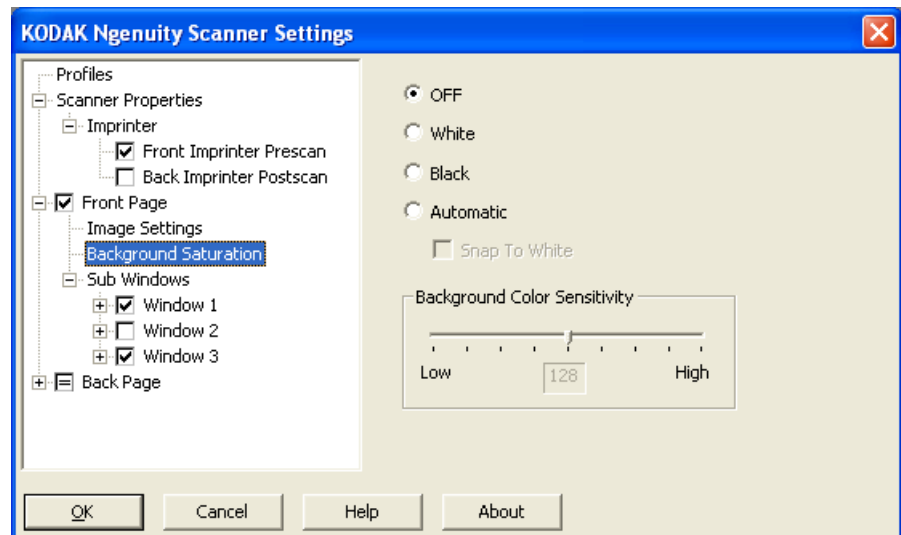 KODAK Ngenuity Scanner Settings
Profiles
Scanner Properties
Imprinter
Front Imprinter Prescan
Back Imprinter Postscan
Front Page
Image Settings
Background Saturation
Sub Windows
Window 1
Window 2
Window 3
Back Page
OFF
White
Black
Automatic
Snap To White
Background Color Sensitivity
Low
128
High
OK
Cancel
Help
About